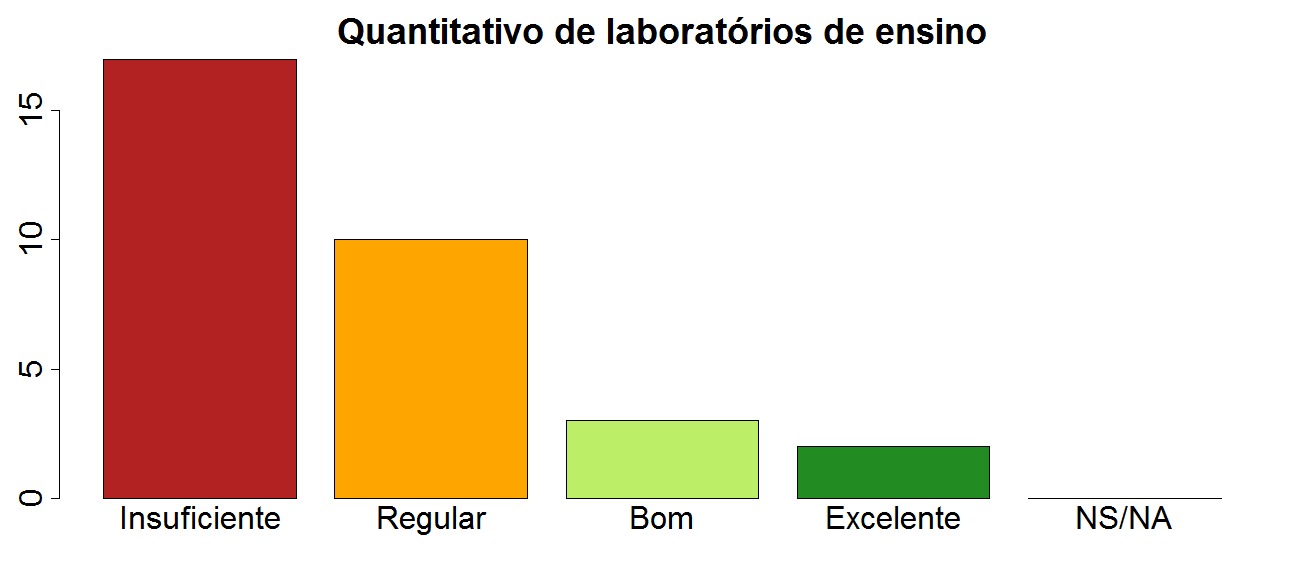 Quantitativo de laboratórios de ensino
15
10
5
0
Insuficiente Regular Bom Excelente NS/NA